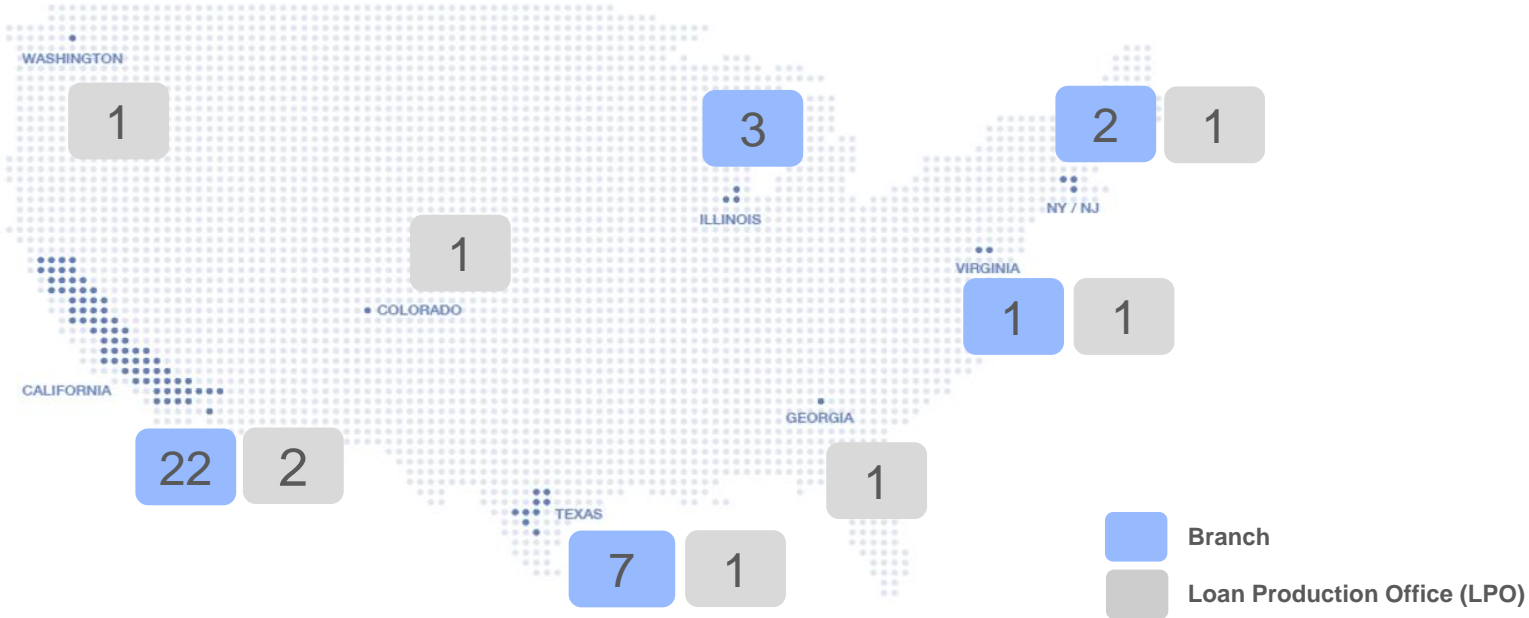 WASHINGTON
1
3
2 1
ILLINOIS
NY / NJ
1
COLORADO
VIRGINIA
1 1
CALIFORNIA
22 2
GEORGIA
1
TEXAS
7 1
Branch
Loan Production Office (LPO)